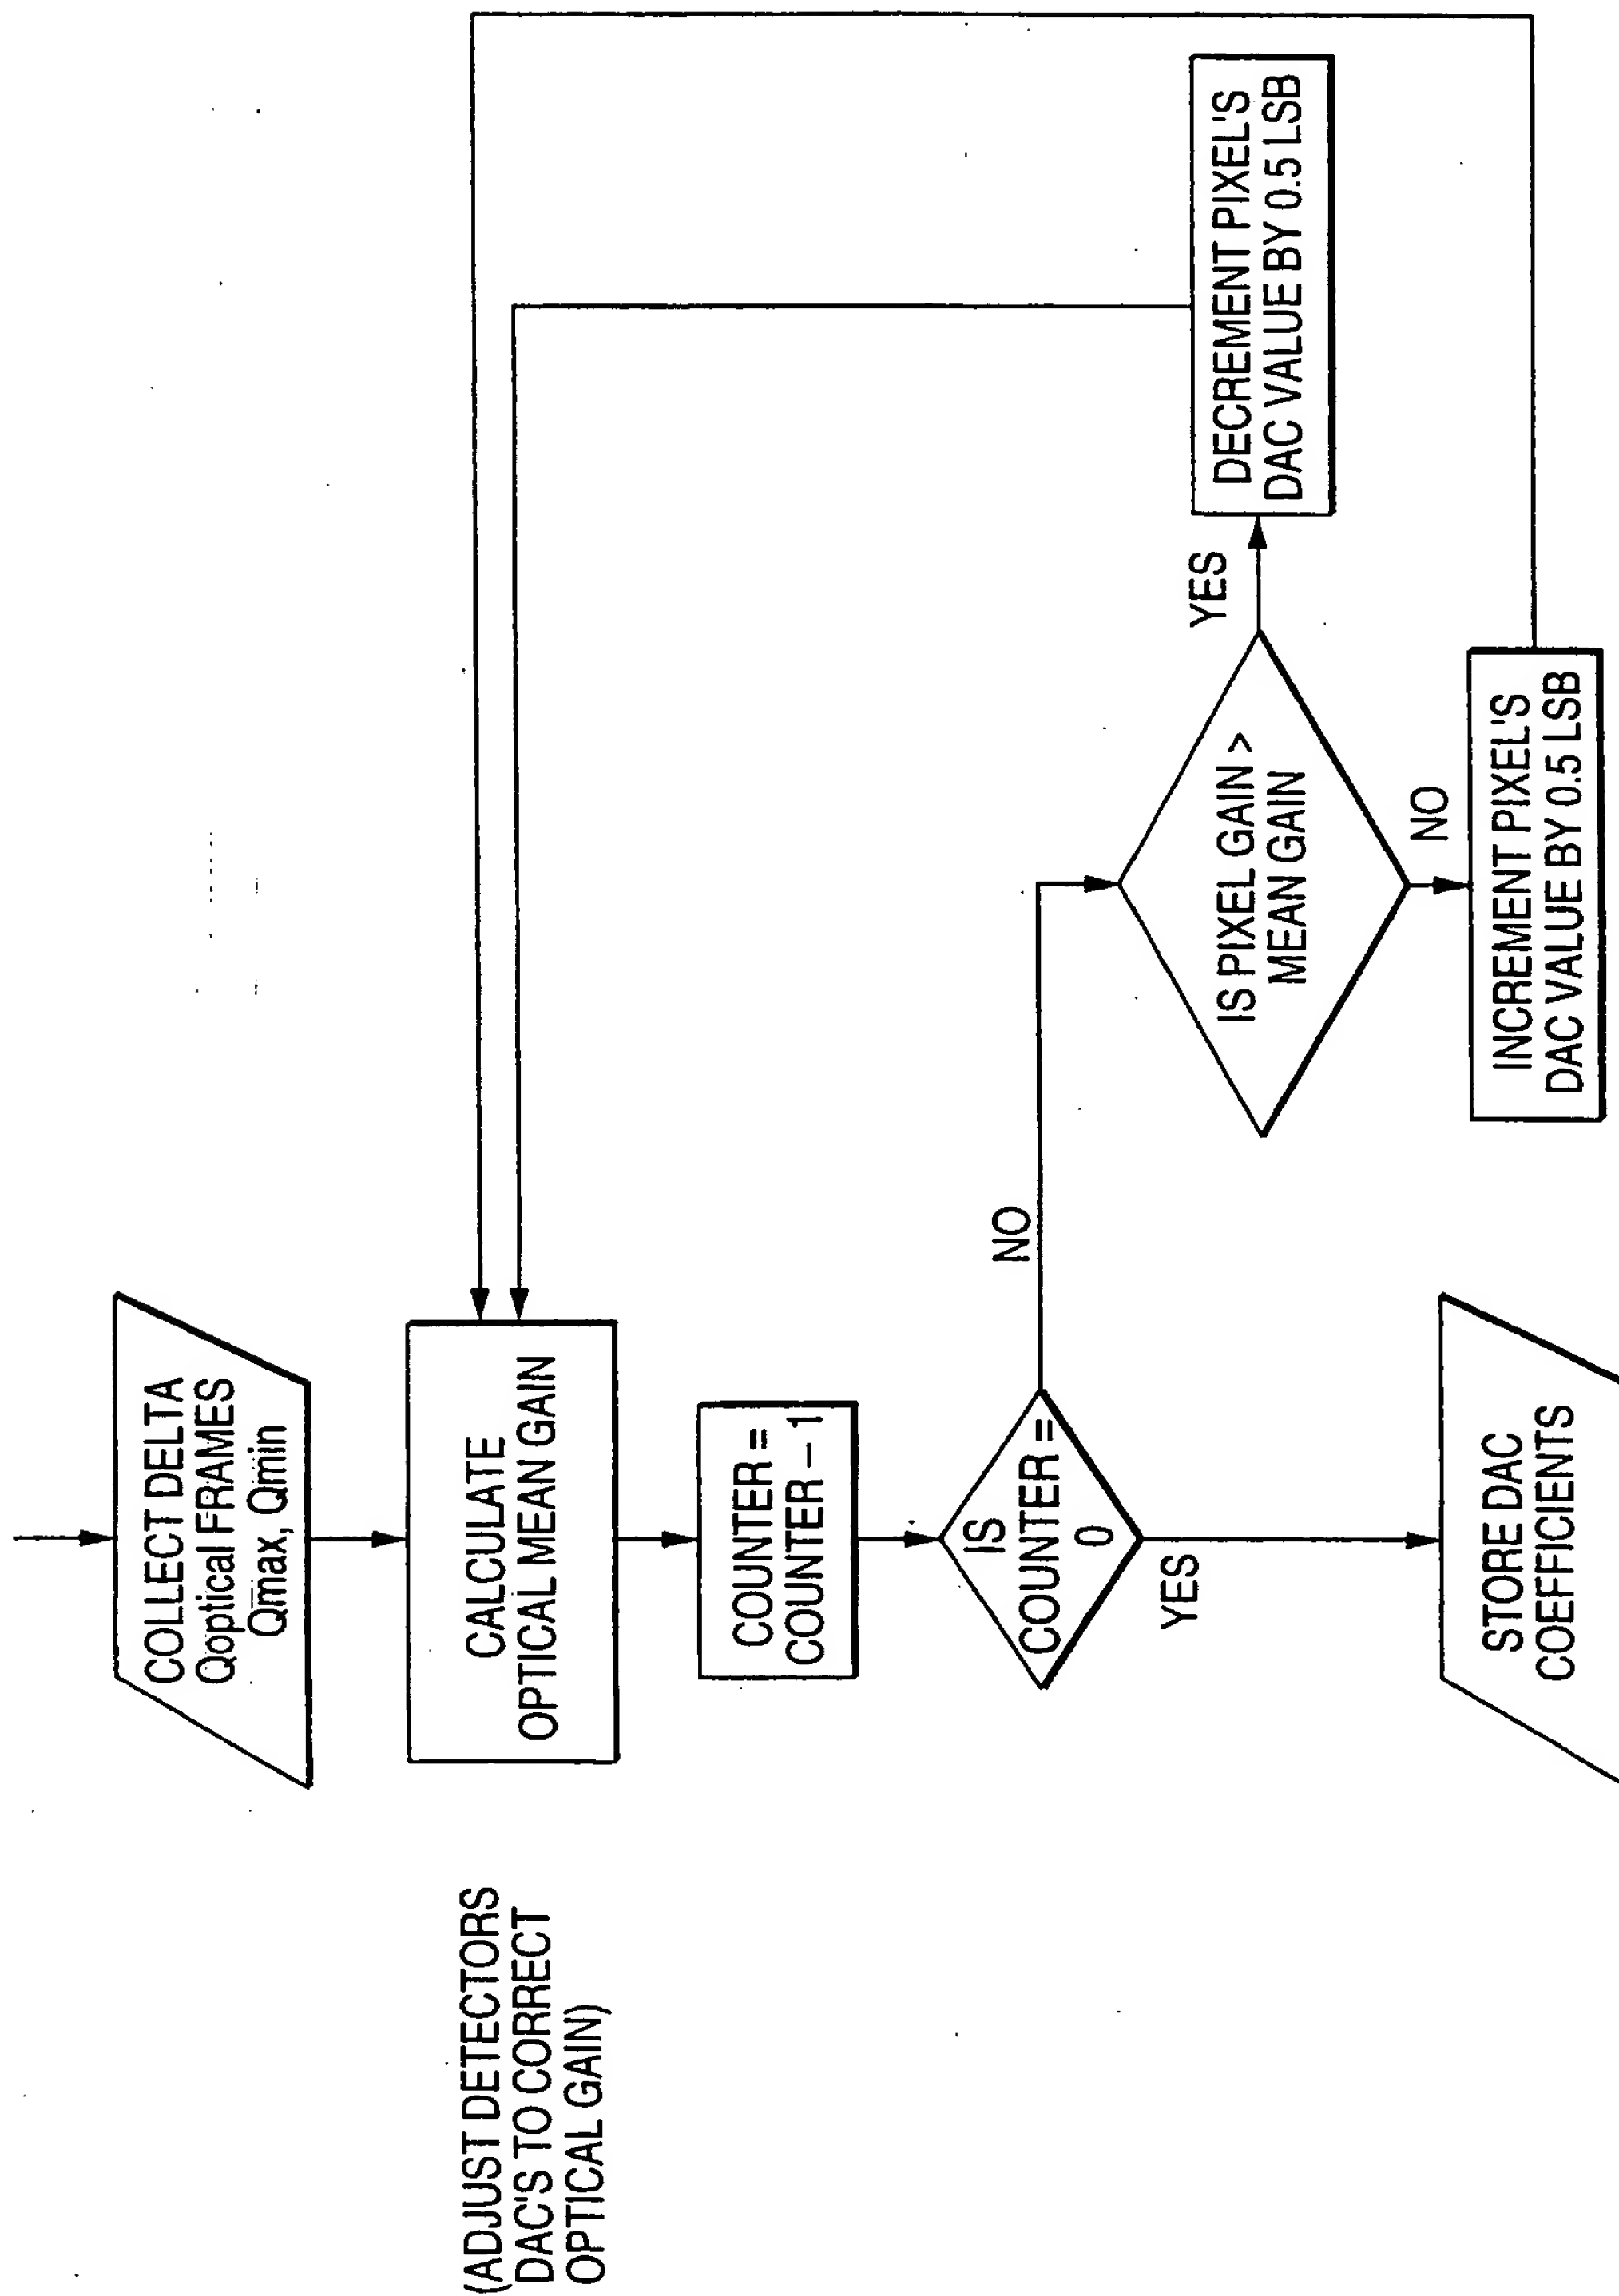 COLLECT DELTA
Qoptical FRAMES
Qmax, Qmin
(ADJUST DETECTORS
DAC'S TO CORRECT
OPTICAL GAIN)
CALCULATE
OPTICAL MEAN GAIN
COUNTER =
COUNTER – 1
IS
COUNTER =
0
NO
YES
IS PIXEL GAIN >
MEAN GAIN
YES
DECREMENT PIXEL'S
DAC VALUE BY 0.5 LSB
NO
INCREMENT PIXEL'S
DAC VALUE BY 0.5 LSB
STORE DAC
COEFFICIENTS